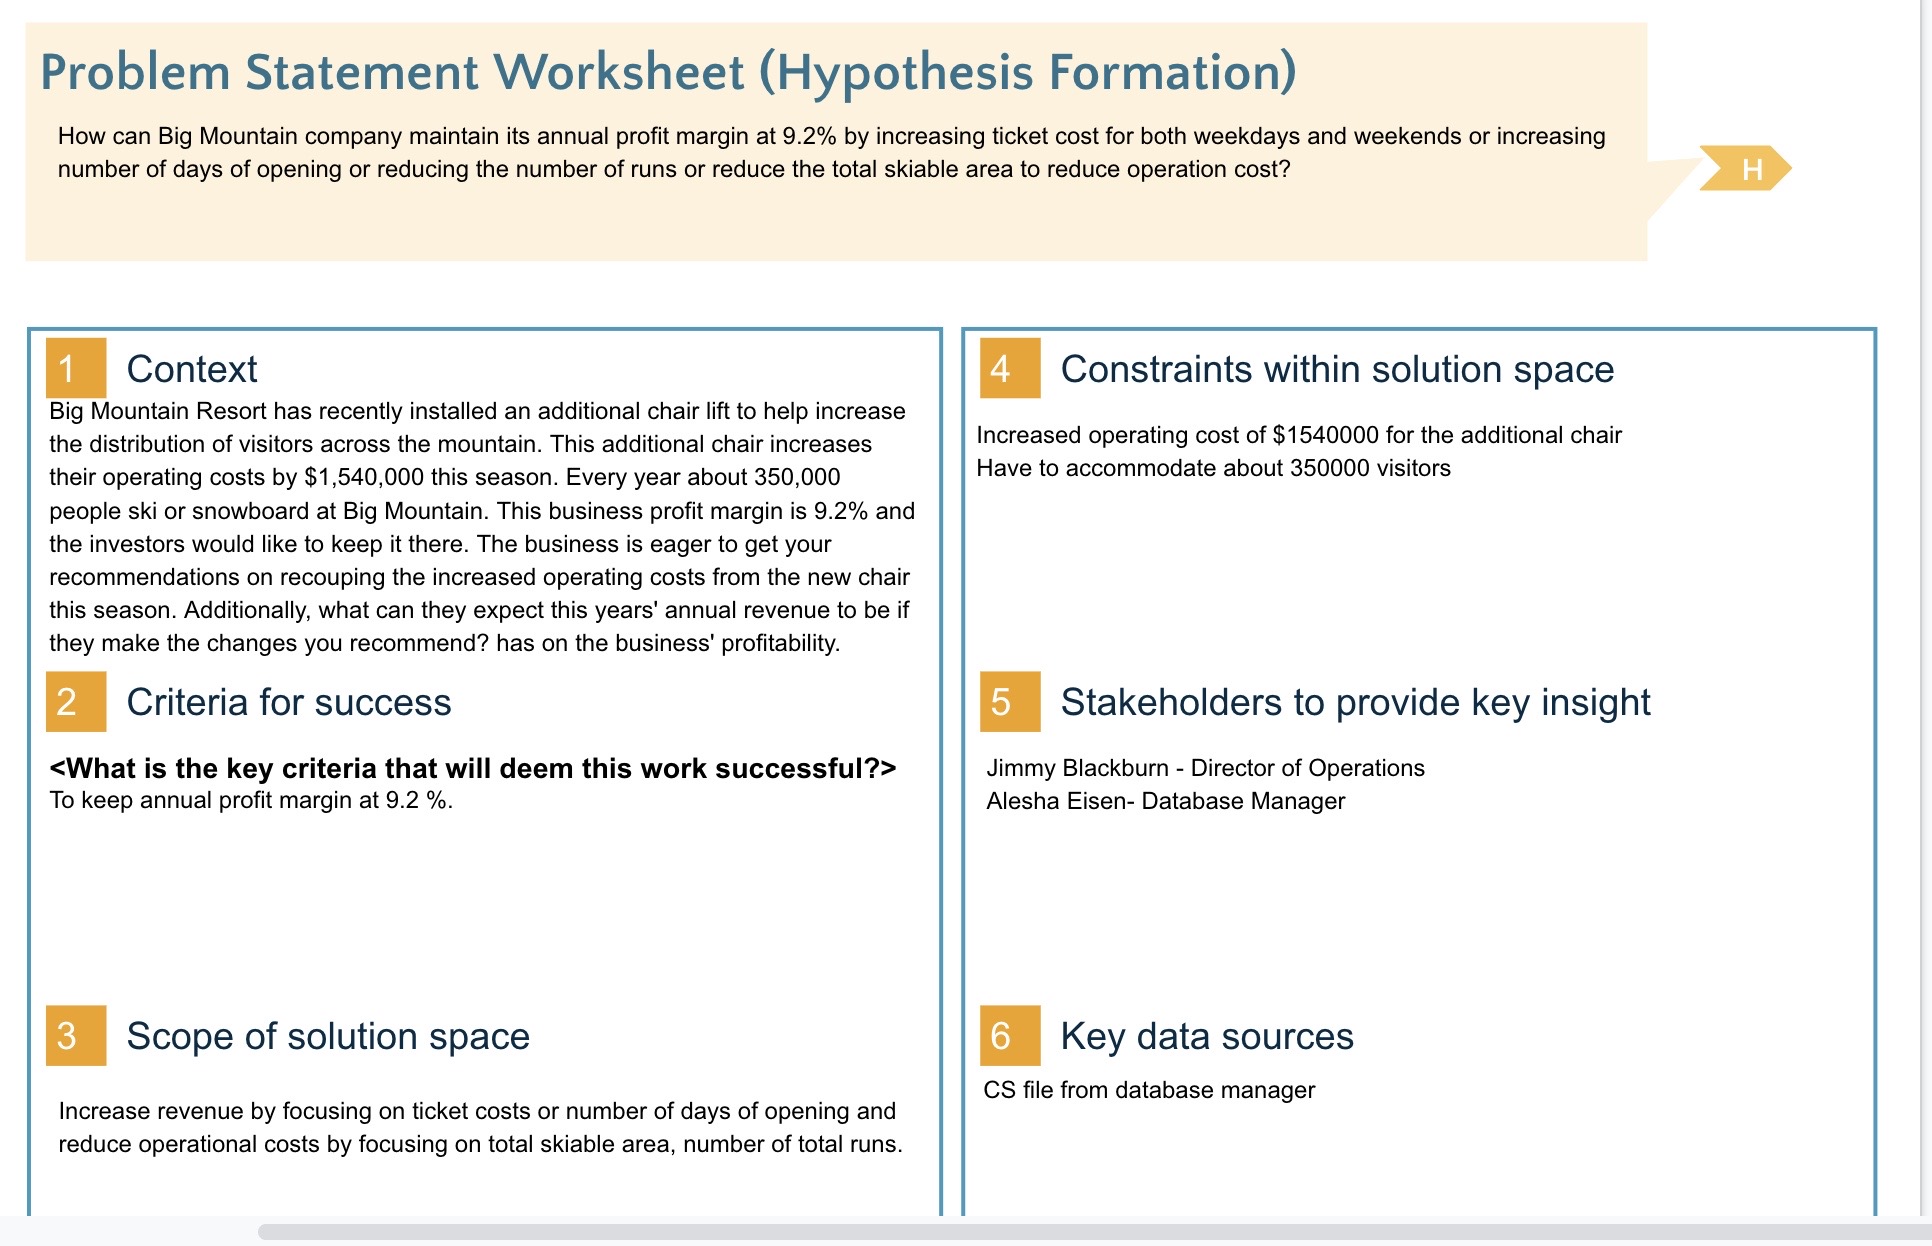 Problem Statement Worksheet (Hypothesis Formation)
How can Big Mountain company maintain its annual profit margin at 9.2% by increasing ticket cost for both weekdays and weekends or increasing
number of days of opening or reducing the number of runs or reduce the total skiable area to reduce operation cost?
H
1
Context
Big Mountain Resort has recently installed an additional chair lift to help increase
the distribution of visitors across the mountain. This additional chair increases
their operating costs by $1,540,000 this season. Every year about 350,000
people ski or snowboard at Big Mountain. This business profit margin is 9.2% and
the investors would like to keep it there. The business is eager to get your
recommendations on recouping the increased operating costs from the new chair
this season. Additionally, what can they expect this years' annual revenue to be if
they make the changes you recommend? has on the business' profitability.
2
Criteria for success
<What is the key criteria that will deem this work successful?>
To keep annual profit margin at 9.2 %.
3
Scope of solution space
Increase revenue by focusing on ticket costs or number of days of opening and
reduce operational costs by focusing on total skiable area, number of total runs.
4
Constraints within solution space
Increased operating cost of $1540000 for the additional chair
Have to accommodate about 350000 visitors
5
Stakeholders to provide key insight
Jimmy Blackburn - Director of Operations
Alesha Eisen- Database Manager
6
Key data sources
CS file from database manager